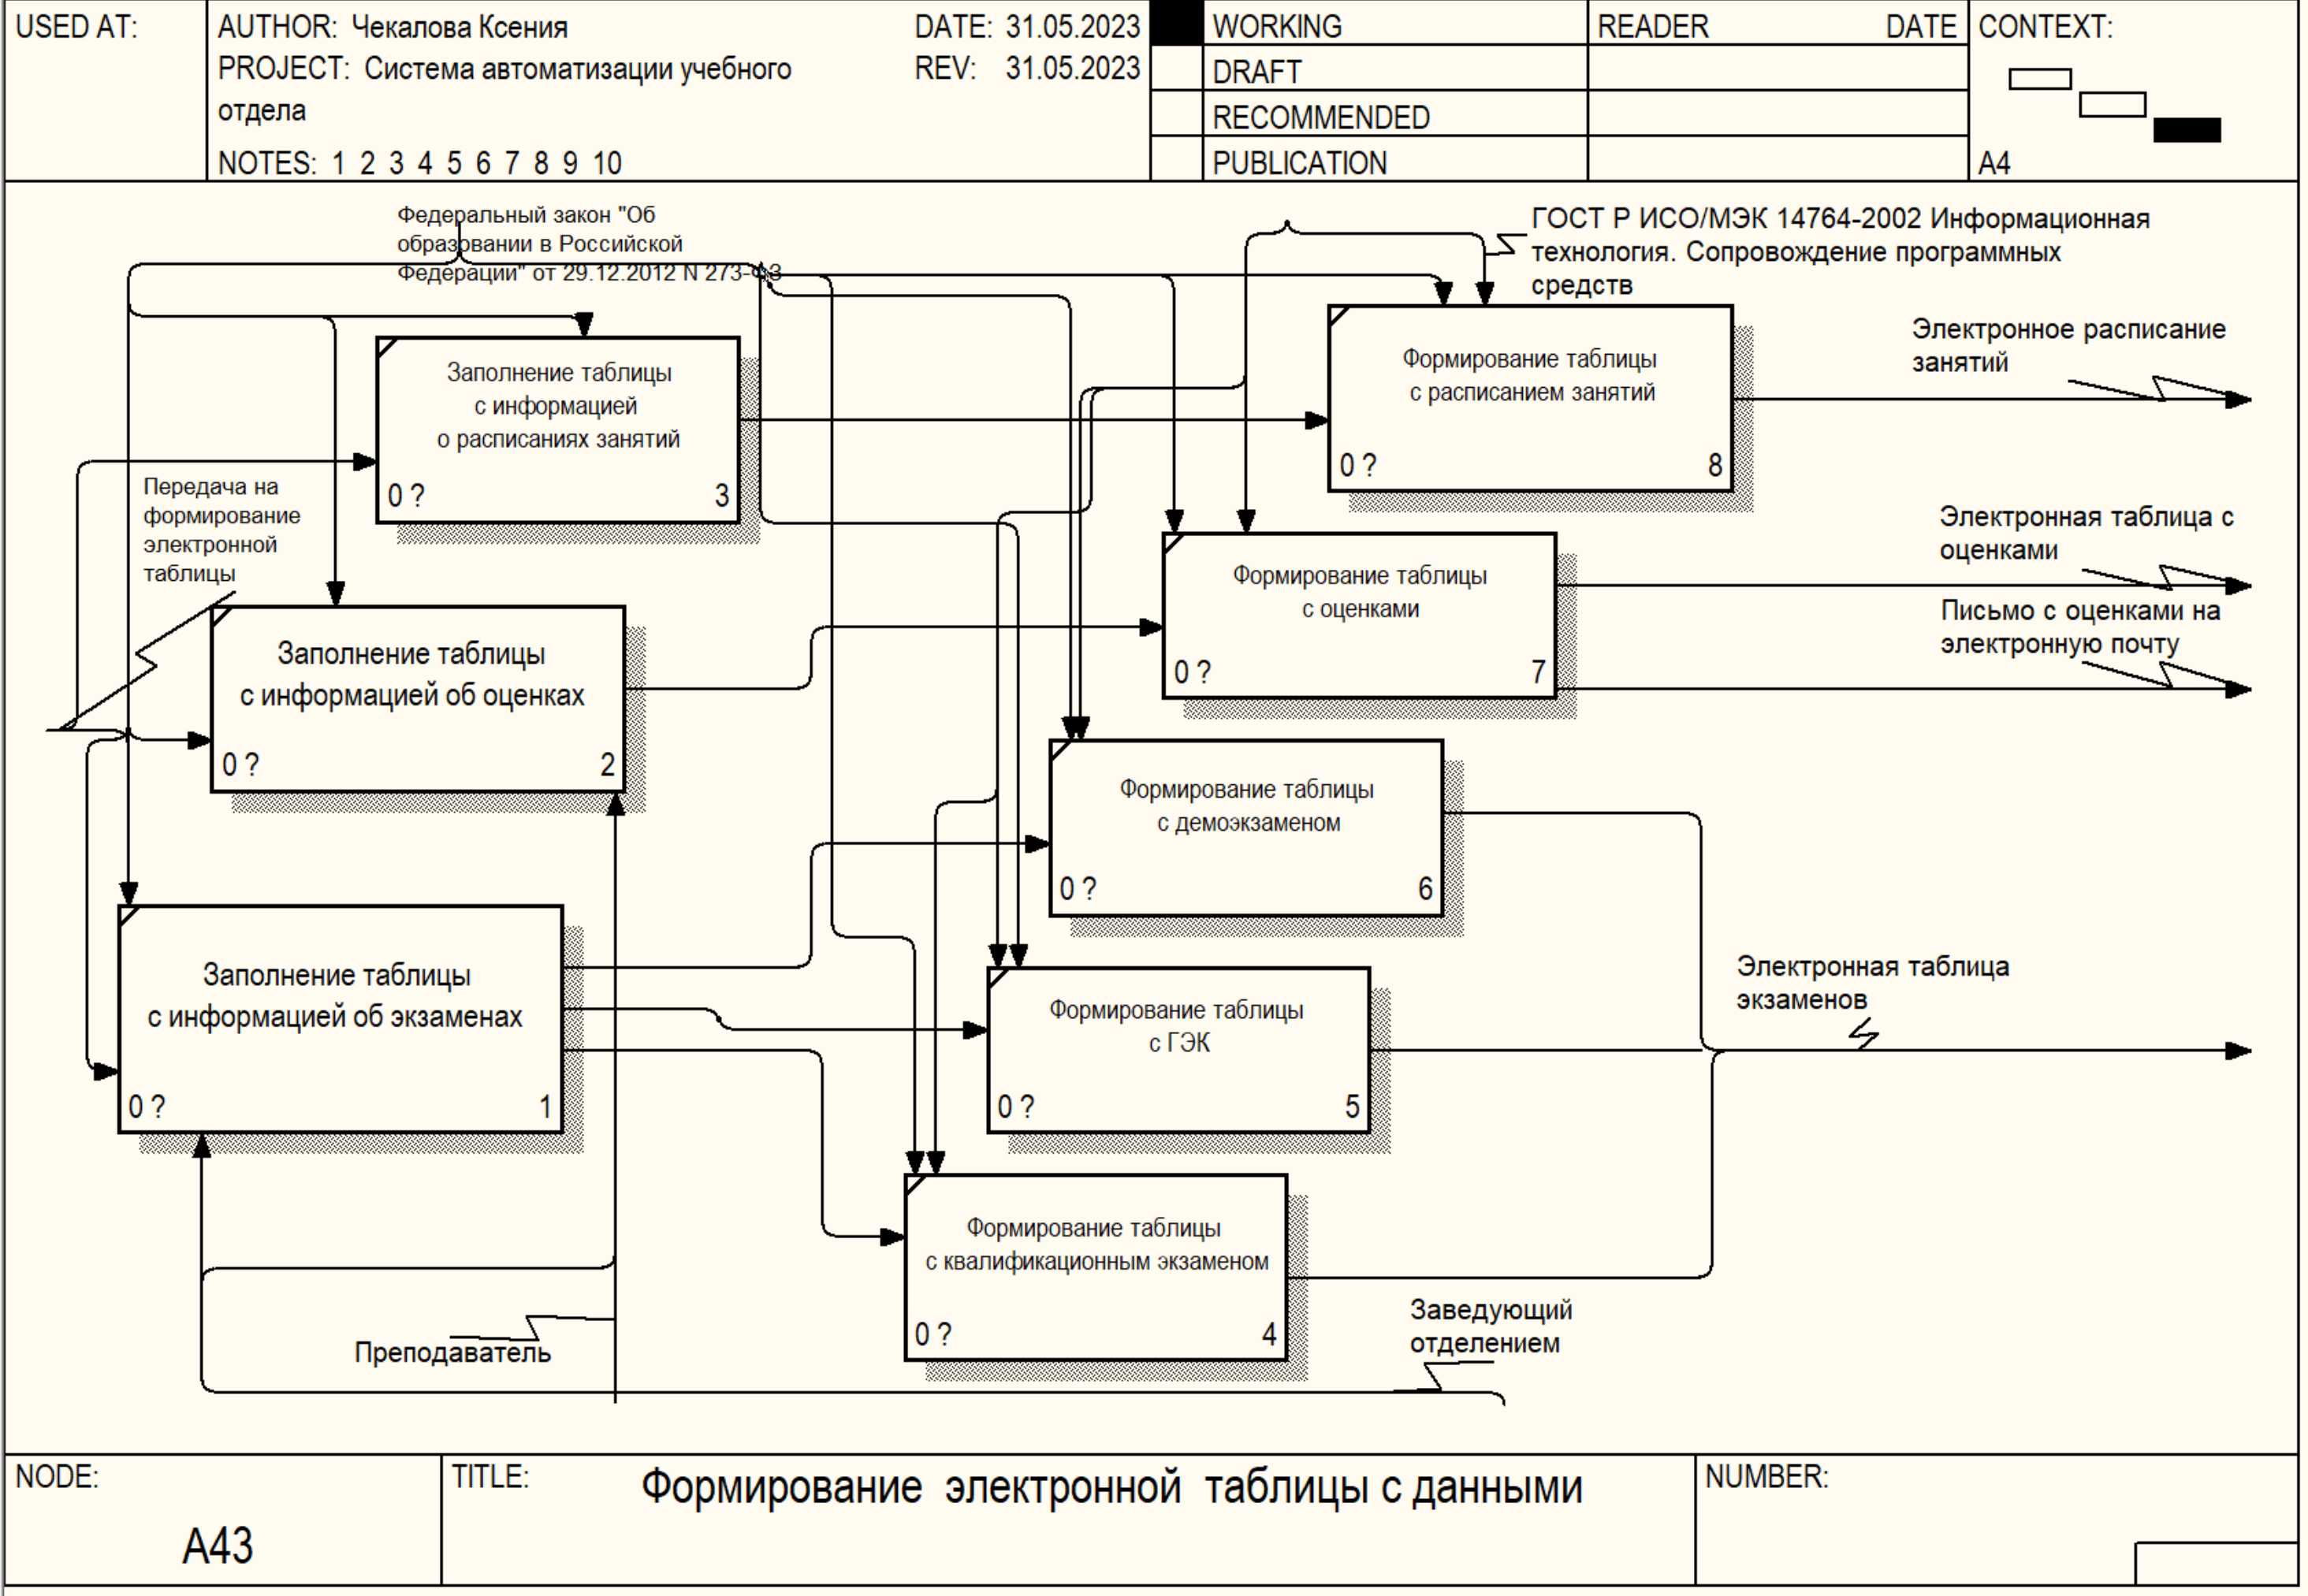 USED AT:
AUTHOR: Чекалова Ксения
DATE: 31.05.2023
PROJECT: Система автоматизации учебного
отдела
REV: 31.05.2023
NOTES: 1 2 3 4 5 6 7 8 9 10
WORKING
DRAFT
RECOMMENDED
PUBLICATION
READER DATE
CONTEXT:
A4
Федеральный закон "Об
образовании в Российской
Федерации" от 29.12.2012 N 273-ФЗ
ГОСТ Р ИСО/МЭК 14764-2002 Информационная
технология. Сопровождение программных
средств
Заполнение таблицы
с информацией
о расписаниях занятий
0 ? 3
Формирование таблицы
с расписанием занятий
0 ? 8
Электронное расписание
занятий
Передача на
формирование
электронной
таблицы
Электронная таблица с
оценками
Формирование таблицы
с оценками
0 ? 7
Письмо с оценками на
электронную почту
Заполнение таблицы
с информацией об оценках
0 ? 2
Формирование таблицы
с демоэкзаменом
0 ? 6
Заполнение таблицы
с информацией об экзаменах
0 ? 1
Формирование таблицы
с ГЭК
0 ? 5
Электронная таблица
экзаменов
Формирование таблицы
с квалификационным экзаменом
0 ? 4
Преподаватель
Заведующий
отделением
NODE:
A43
TITLE:
Формирование электронной таблицы с данными
NUMBER: